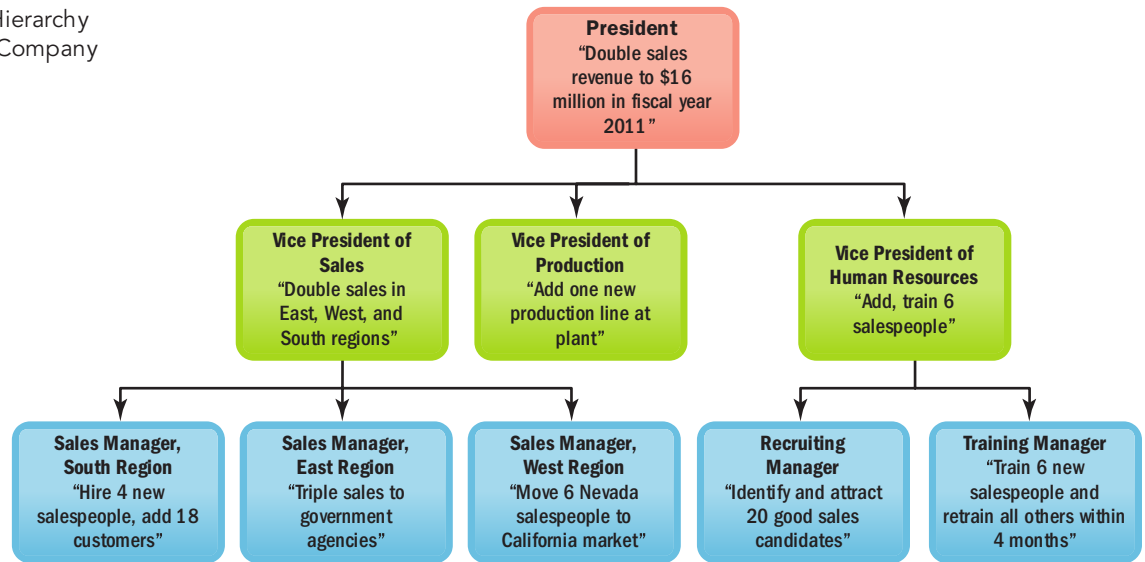 Hierarchy
Company
President
“Double sales
revenue to $16
million in fiscal year
2011”
Vice President of
Sales
“Double sales in
East, West, and
South regions”
Vice President of
Production
“Add one new
production line at
plant”
Vice President of
Human Resources
“Add, train 6
salespeople”
Sales Manager,
South Region
“Hire 4 new
salespeople, add 18
customers”
Sales Manager,
East Region
“Triple sales to
government
agencies”
Sales Manager,
West Region
“Move 6 Nevada
salespeople to
California market”
Recruiting
Manager
“Identify and attract
20 good sales
candidates”
Training Manager
“Train 6 new
salespeople and
retrain all others within
4 months”